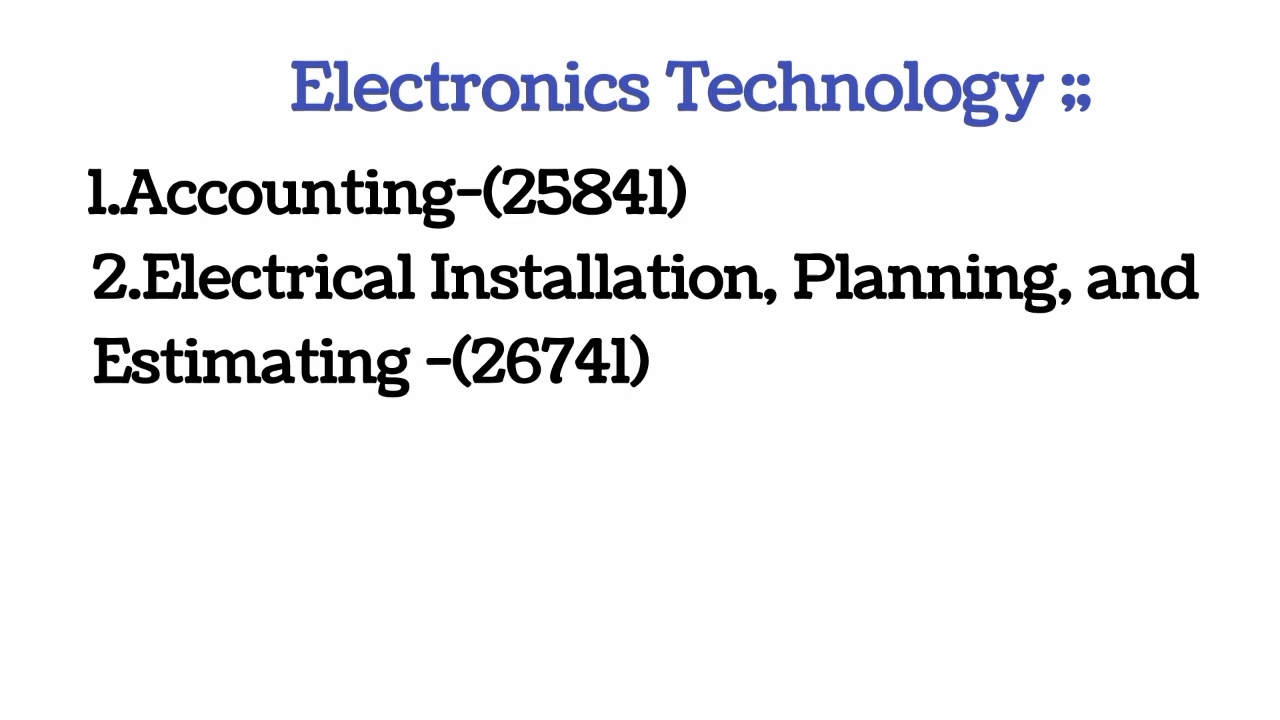 Electronics Technology ;;
1.Accounting-(25841)
2.Electrical Installation, Planning, and
Estimating -(26741)